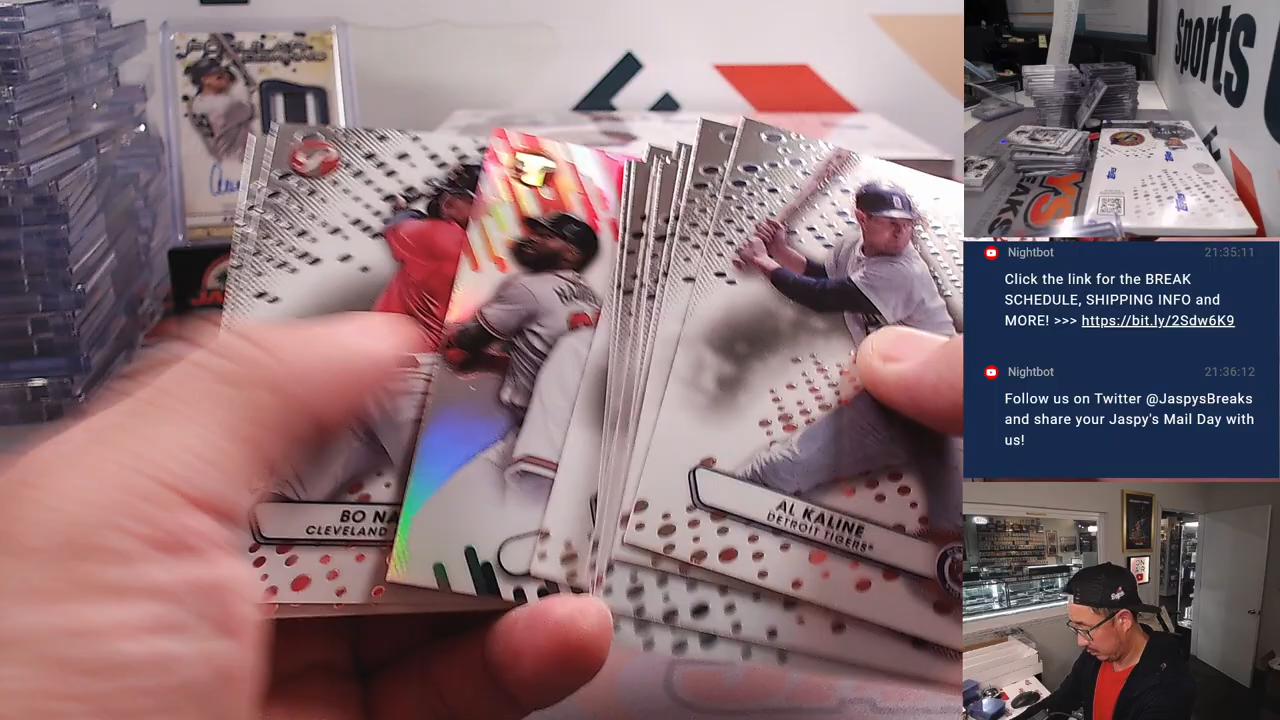 BO NA
CLEVELAND
AL KALINE
DETROIT TIGERS
Sports
Nightbot 21:35:11
Click the link for the BREAK
SCHEDULE, SHIPPING INFO and
MORE! >>> https://bit.ly/2Sdw6K9
Nightbot 21:36:12
Follow us on Twitter @JaspysBreaks
and share your Jaspy's Mail Day with
us!